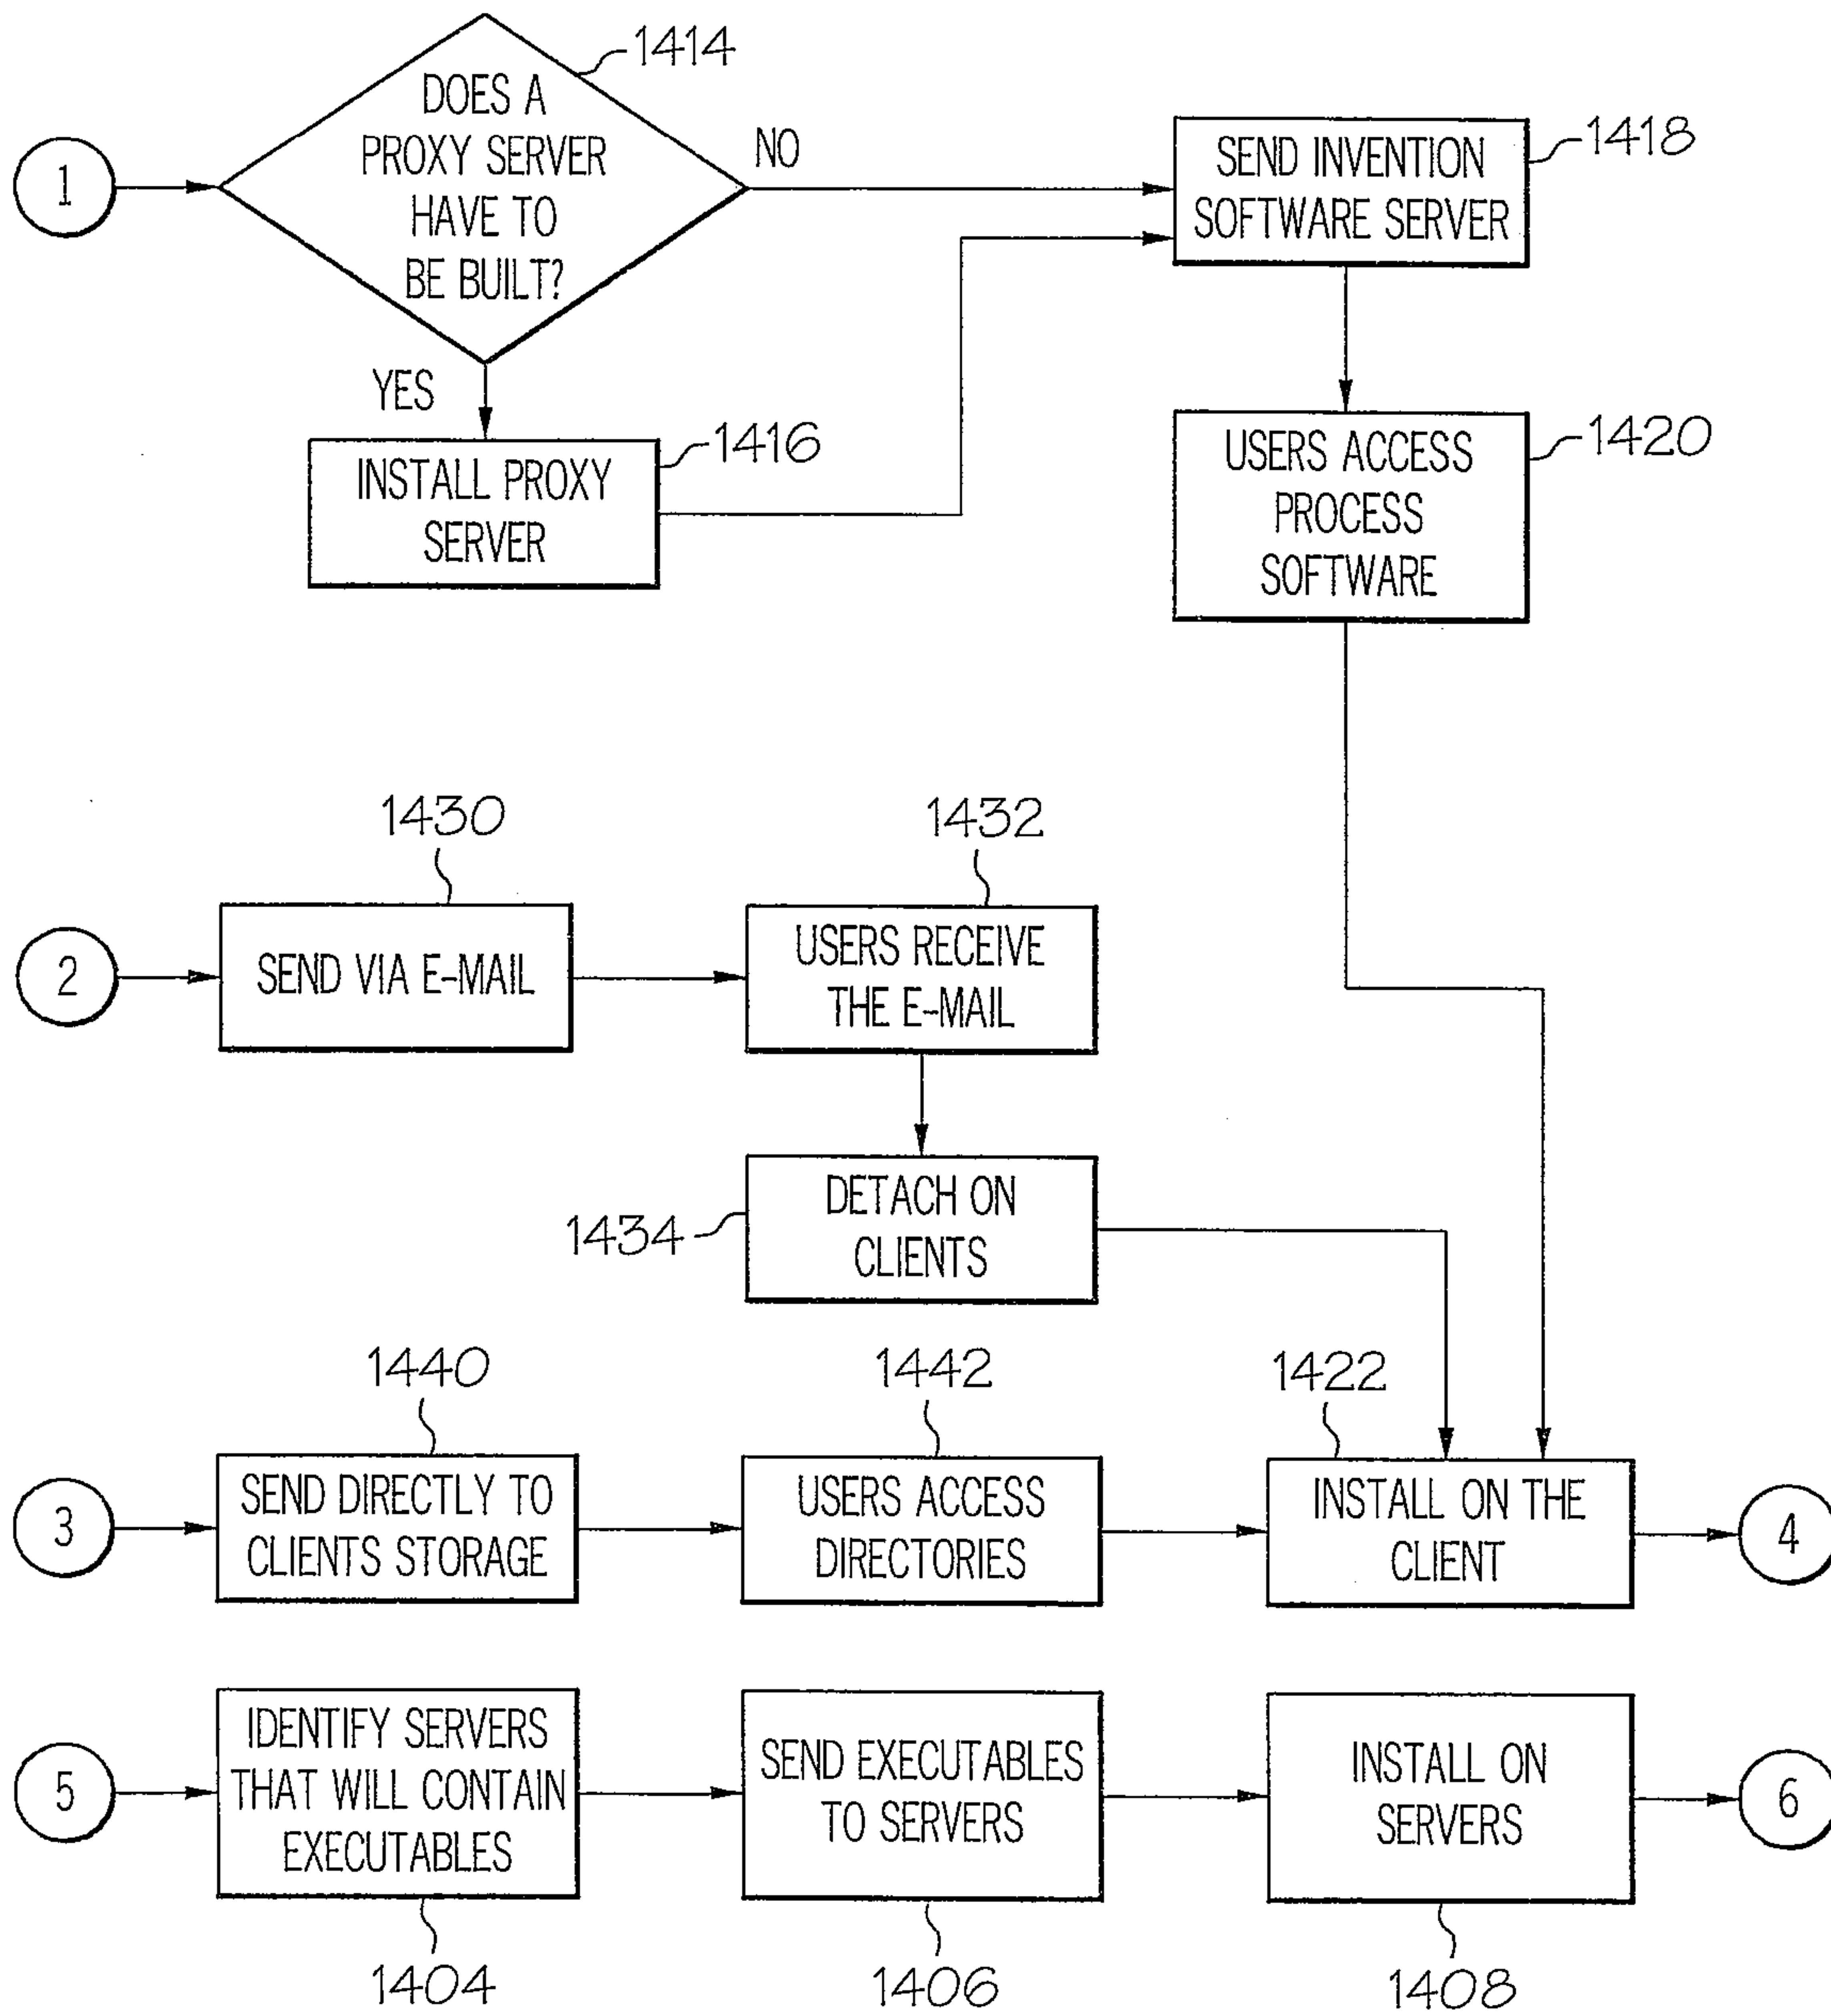 1414
DOES A
PROXY SERVER
HAVE TO
BE BUILT?
1
NO
YES
SEND INVENTION
SOFTWARE SERVER
1418
INSTALL PROXY
SERVER
1416
USERS ACCESS
PROCESS
SOFTWARE
1420
1430
1432
2
SEND VIA E-MAIL
USERS RECEIVE
THE E-MAIL
DETACH ON
CLIENTS
1434
1440
1442
1422
3
SEND DIRECTLY TO
CLIENTS STORAGE
USERS ACCESS
DIRECTORIES
INSTALL ON THE
CLIENT
4
5
IDENTIFY SERVERS
THAT WILL CONTAIN
EXECUTABLES
SEND EXECUTABLES
TO SERVERS
INSTALL ON
SERVERS
6
1404
1406
1408